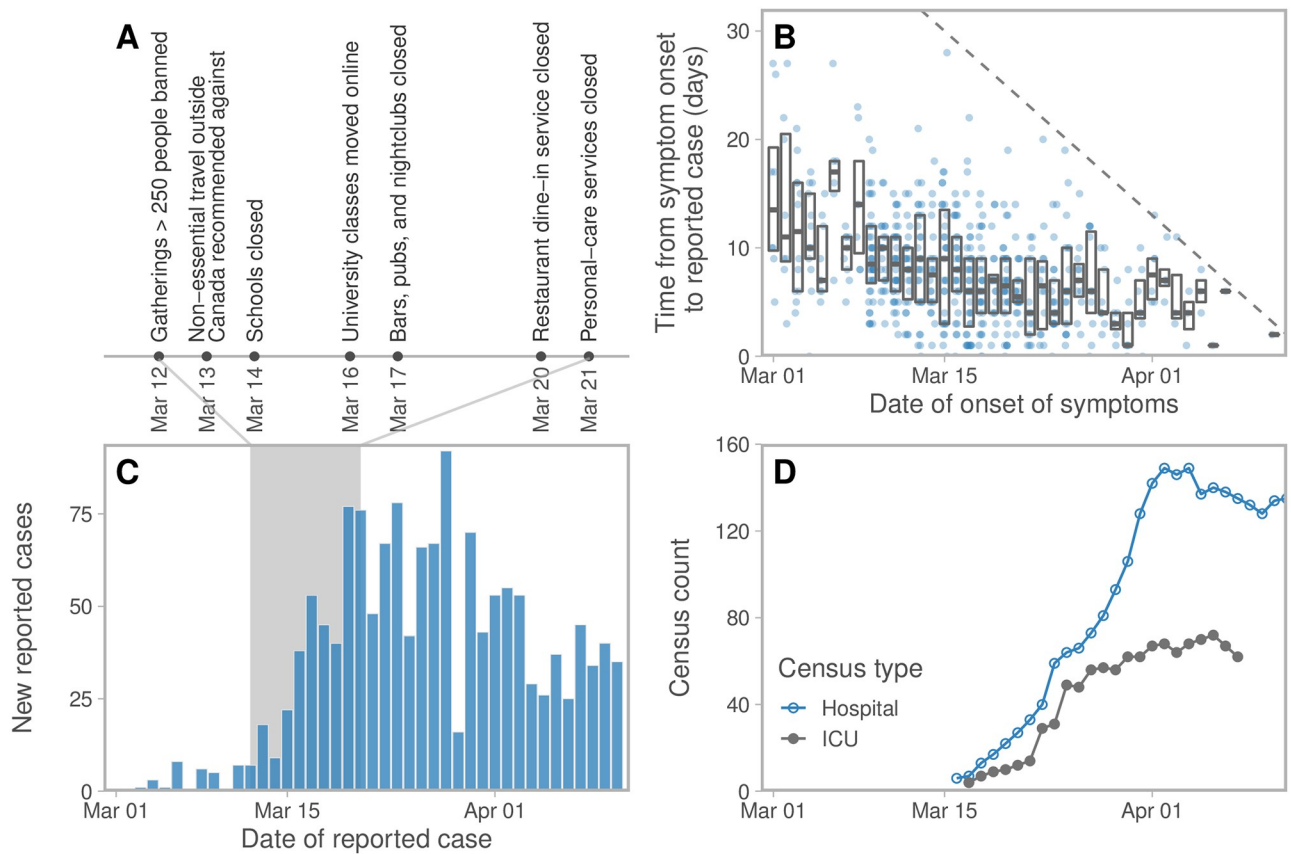 A
Gatherings > 250 people banned
Non−essential travel outside
Canada recommended against
Schools closed
University classes moved online
Bars, pubs, and nightclubs closed
Restaurant dine−in service closed
Personal−care services closed
Mar 12
Mar 13
Mar 14
Mar 16
Mar 17
Mar 20
Mar 21
B
Time from symptom onset
to reported case (days)
30
20
10
0
Mar 01
Mar 15
Apr 01
Date of onset of symptoms
C
New reported cases
75
50
25
0
Mar 01
Mar 15
Apr 01
Date of reported case
D
Census count
160
120
80
40
0
Census type
Hospital
ICU
Mar 01
Mar 15
Apr 01